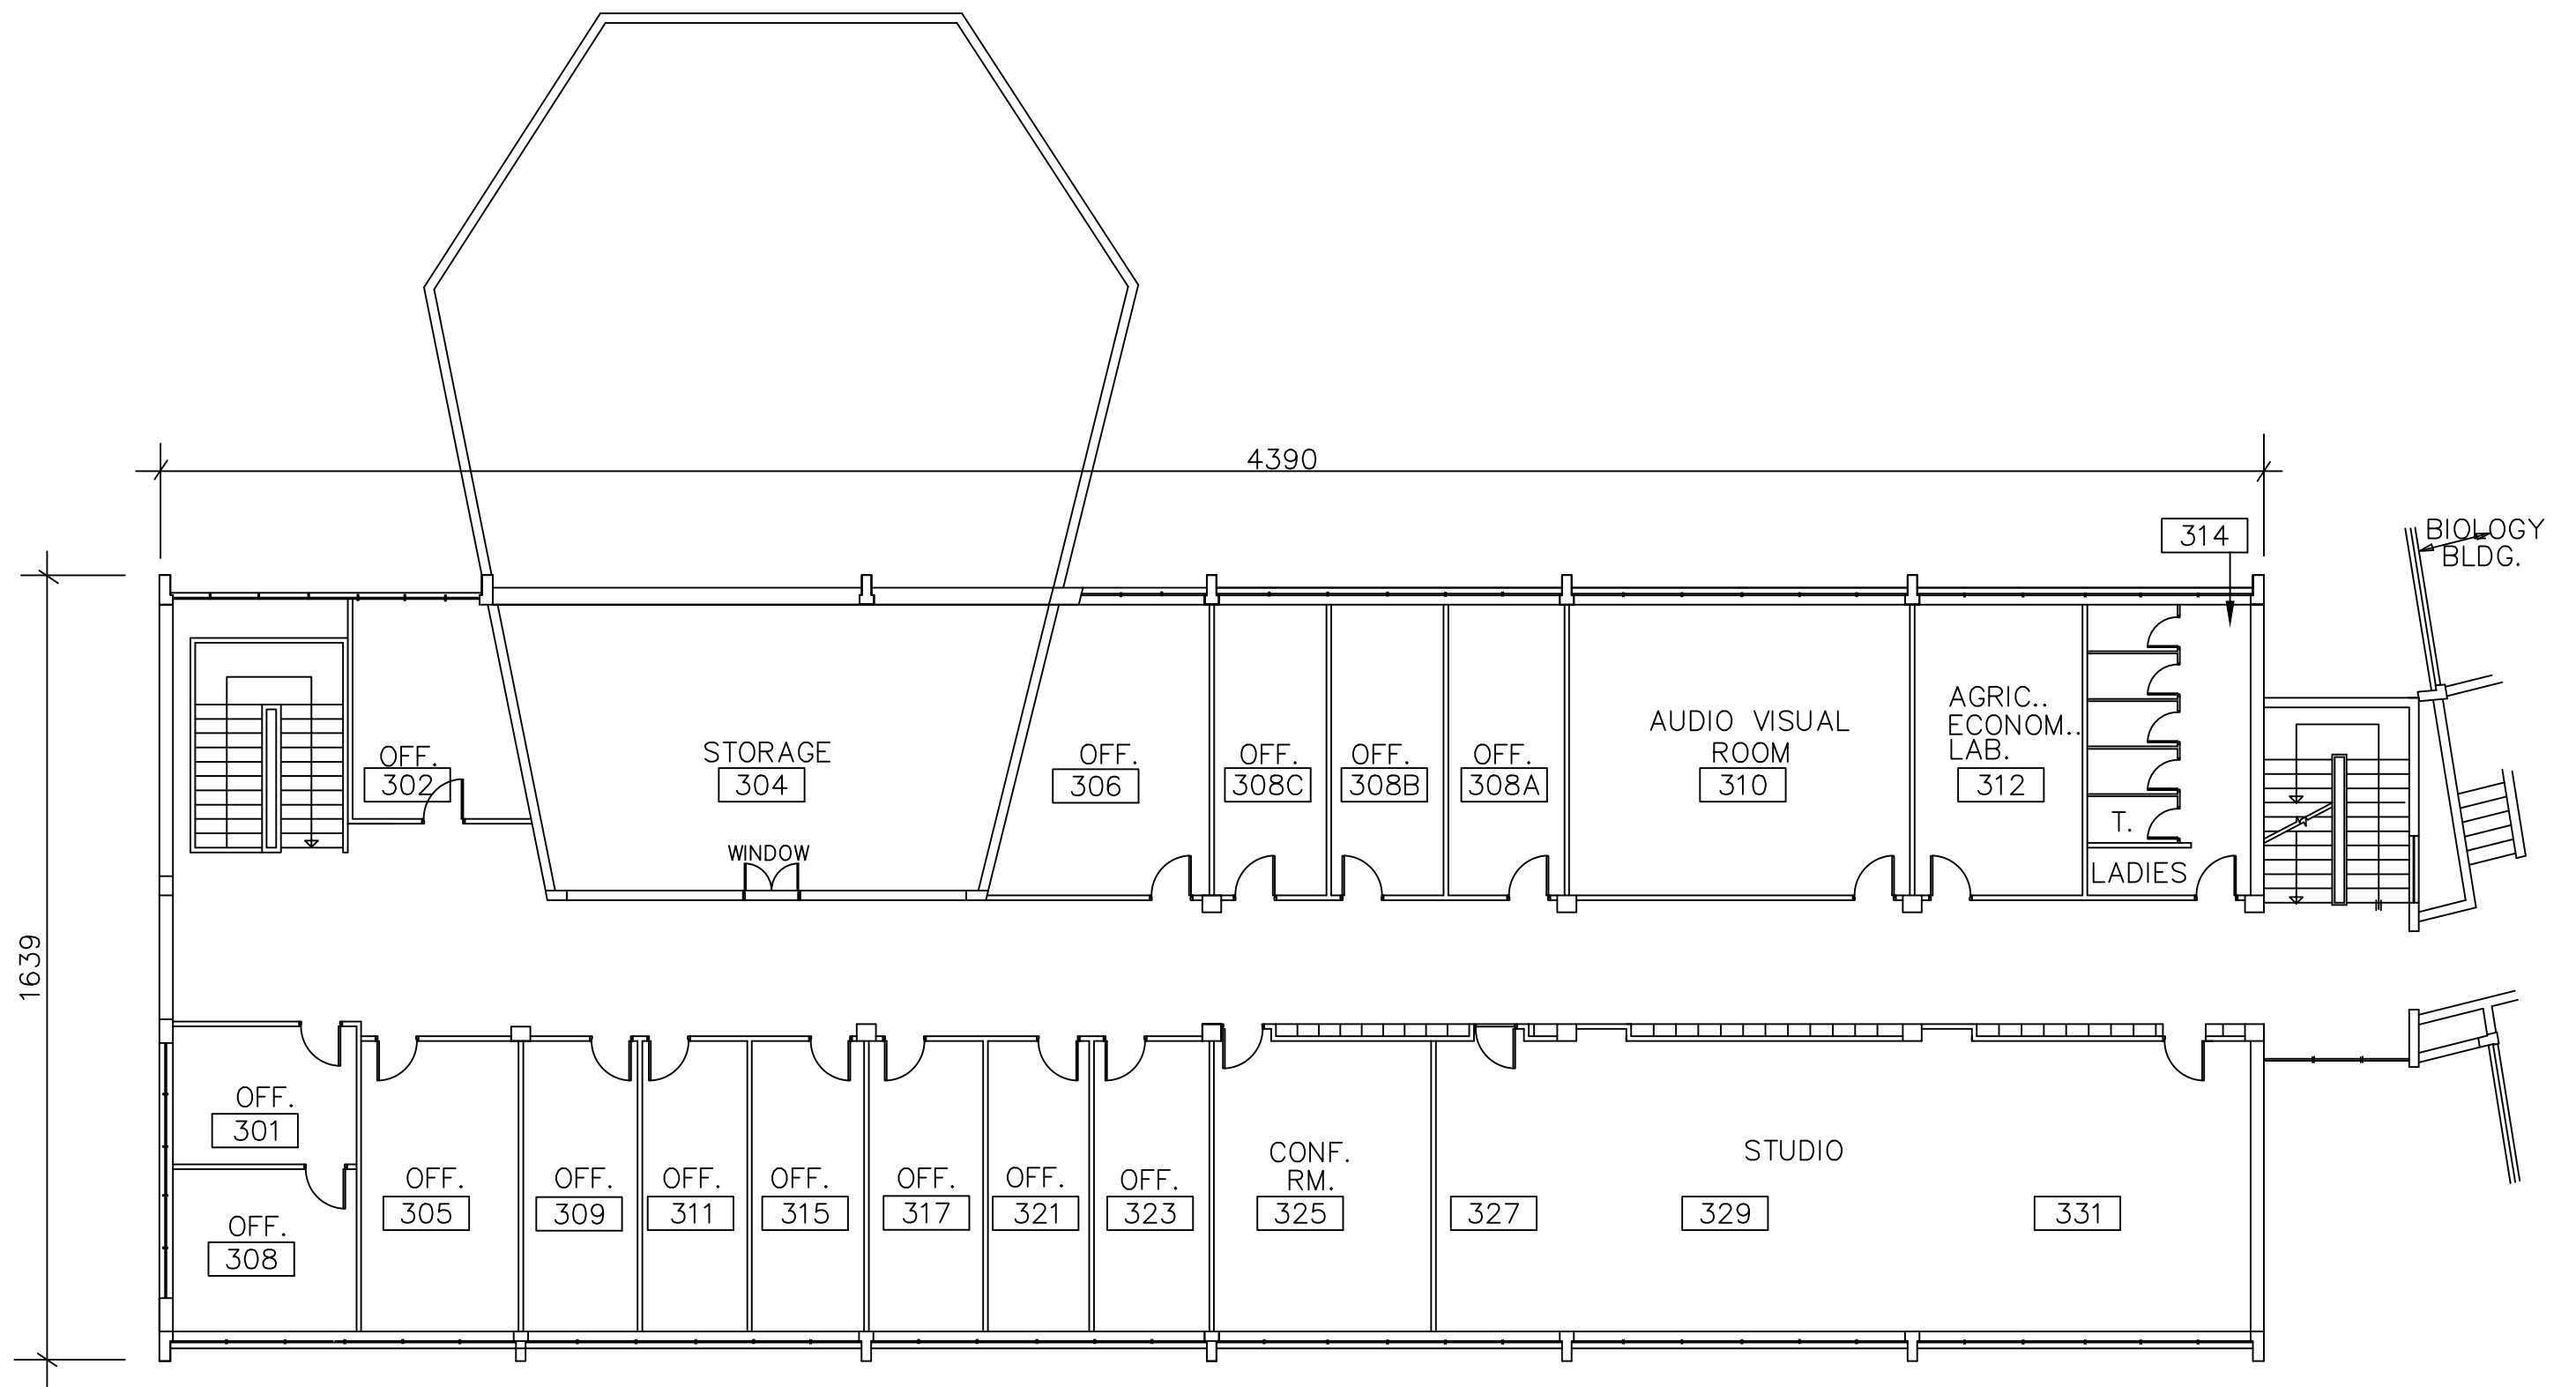 4390
314
BIOLOGY
BLDG.
1639
OFF.
302
STORAGE
304
WINDOW
OFF.
306
OFF.
308C
OFF.
308B
OFF.
308A
AUDIO VISUAL
ROOM
310
AGRIC..
ECONOM..
LAB.
312
T.
LADIES
OFF.
301
OFF.
308
OFF.
305
OFF.
309
OFF.
311
OFF.
315
OFF.
317
OFF.
321
OFF.
323
CONF.
RM.
325
STUDIO
327
329
331